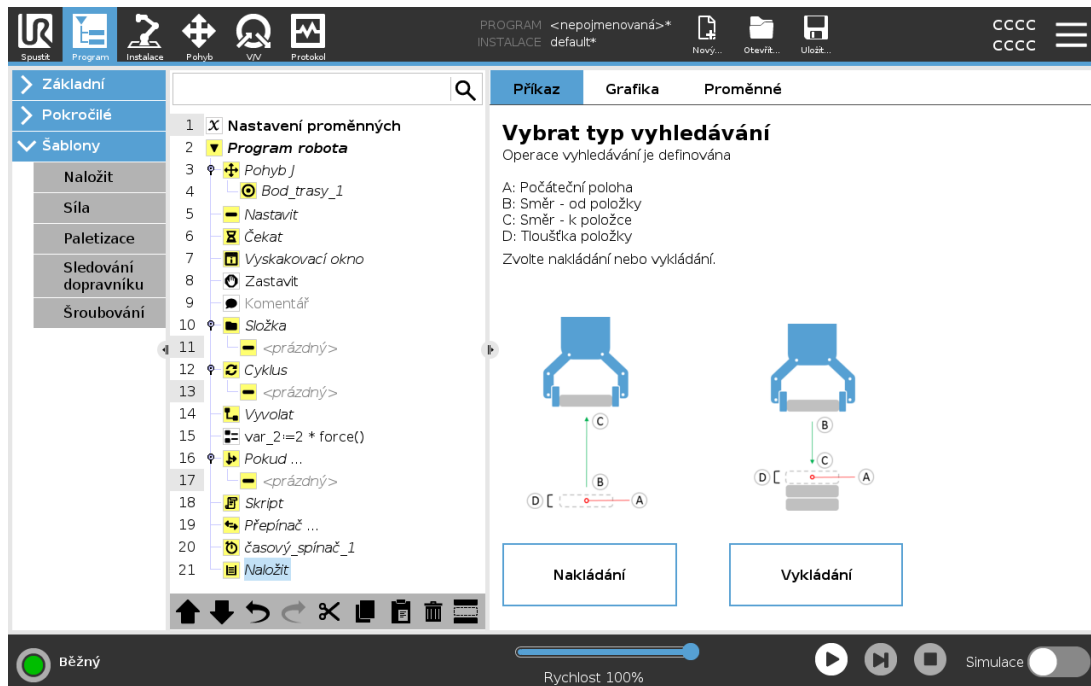 PROGRAM <nepojmenovaná>*
INSTALACE default*
CCCC
CCCC
Spustit Program Instalace Pohyb V/V Protokol Nový... Otevřít... Uložit...
Základní
Pokročilé
Šablony
Naložit
Síla
Paletizace
Sledování
dopravníku
Šroubování
1 X Nastavení proměnných
2 Program robota
3 Pohyb J
4 Bod_trasy_1
5 Nastavit
6 Čekat
7 Vyskakovací okno
8 Zastavit
9 Komentář
10 Složka
11 <prázdný>
12 Cyklus
13 <prázdný>
14 Vyvolat
15 var_2:=2 * force()
16 Pokud ...
17 <prázdný>
18 Skript
19 Přepínač ...
20 časový_spínač_1
21 Naložit
Příkaz Grafika Proměnné
Vybrat typ vyhledávání
Operace vyhledávání je definována
A: Počáteční poloha
B: Směr - od položky
C: Směr - k položce
D: Tloušťka položky
Zvolte nakládání nebo vykládání.
C
B
D A
B
C
D A
Nakládání
Vykládání
Běžný
Rychlost 100%
Simulace